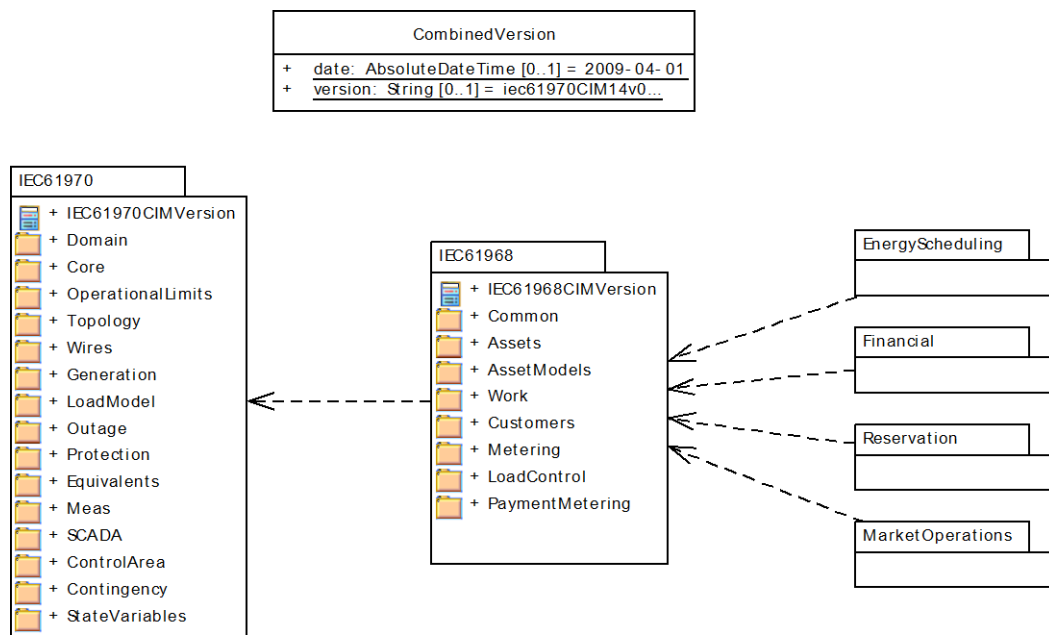 CombinedVersion
+ date: AbsoluteDateTime [0..1] = 2009-04-01
+ version: String [0..1] = iec61970CIM14v0...
IEC61970
+ IEC61970CIMVersion
+ Domain
+ Core
+ OperationalLimits
+ Topology
+ Wires
+ Generation
+ LoadModel
+ Outage
+ Protection
+ Equivalents
+ Meas
+ SCADA
+ ControlArea
+ Contingency
+ StateVariables
IEC61968
+ IEC61968CIMVersion
+ Common
+ Assets
+ AssetModels
+ Work
+ Customers
+ Metering
+ LoadControl
+ PaymentMetering
EnergyScheduling
Financial
Reservation
MarketOperations